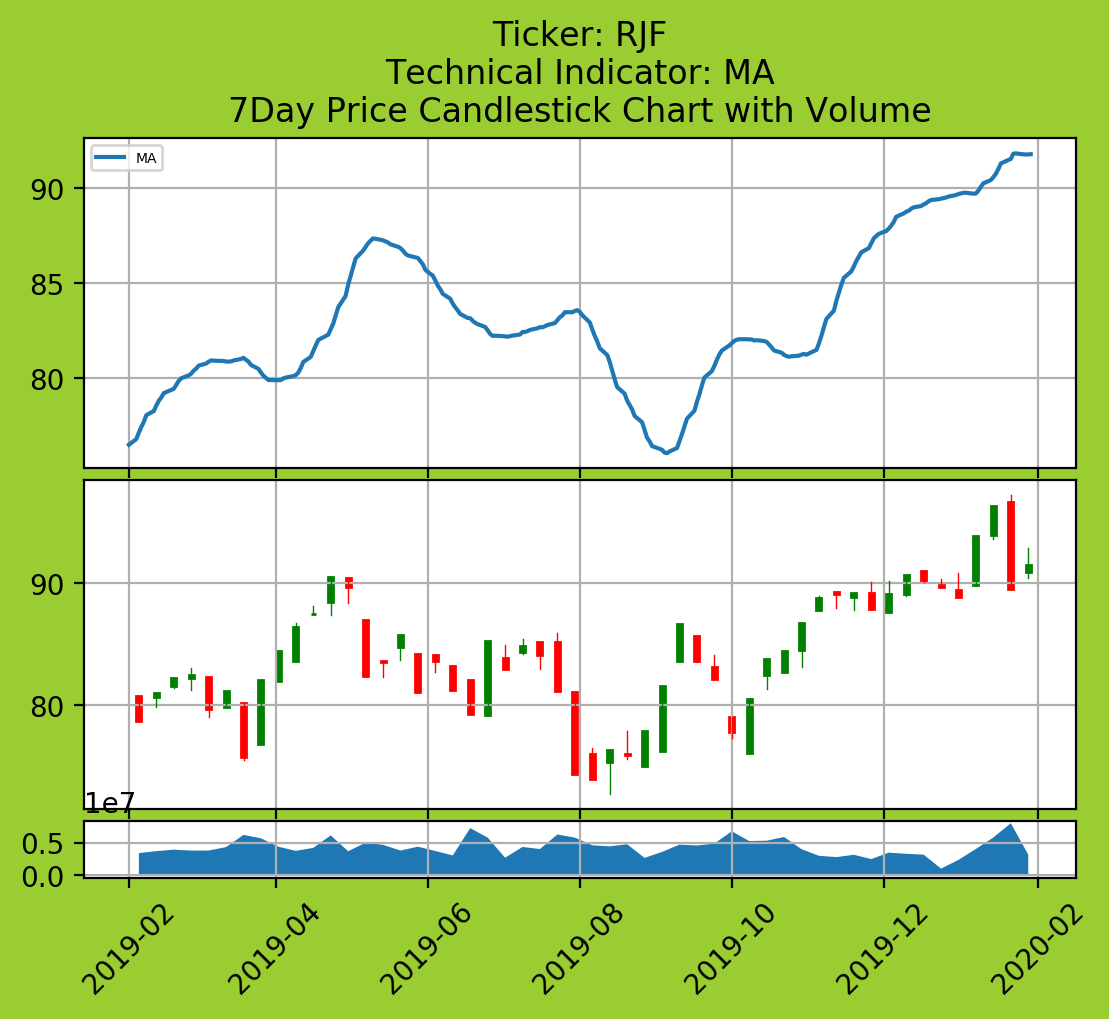 Ticker: RJF
Technical Indicator: MA
7Day Price Candlestick Chart with Volume
MA
90
85
80
90
80
1e7
0.5
0.0
2019-02
2019-04
2019-06
2019-08
2019-10
2019-12
2020-02